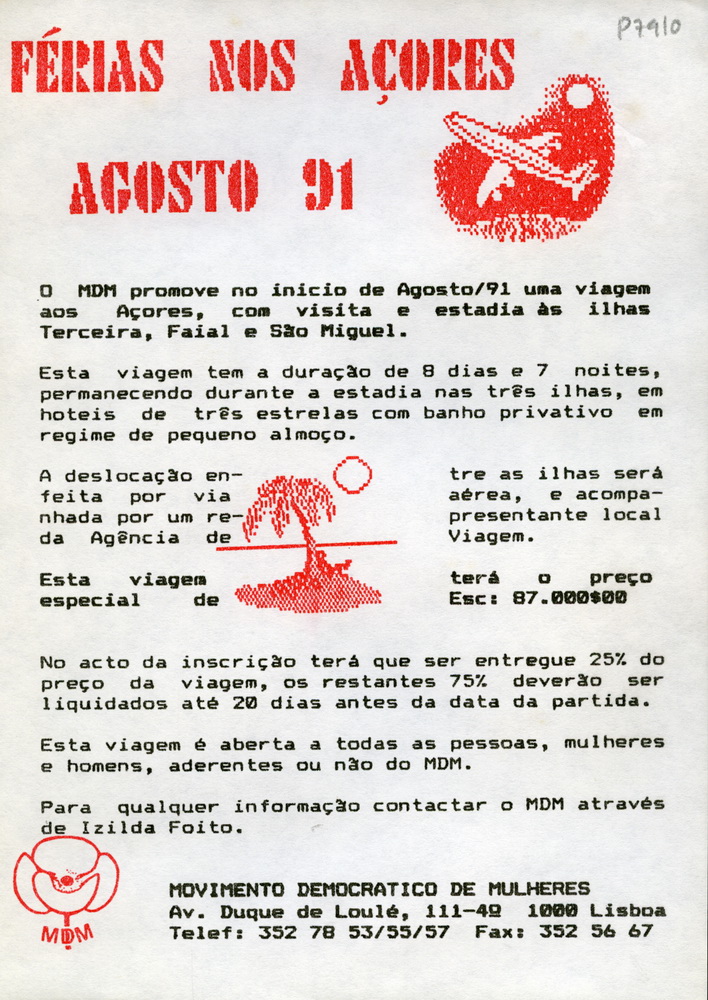 P7910
FÉRIAS NOS AÇORES
AGOSTO 91
O MDM promove no inicio de Agosto/91 uma viagem
aos Açores, com visita e estadia às ilhas
Terceira, Faial e São Miguel.
Esta viagem tem a duração de 8 dias e 7 noites,
permanecendo durante a estadia nas três ilhas, em
hoteis de três estrelas com banho privativo em
regime de pequeno almoço.
A deslocação en- tre as ilhas será
feita por via aérea, e acompa-
nhada por um re- presentante local
da Agência de Viagem.
Esta viagem terá o preço
especial de Esc: 87.000$00
No acto da inscrição terá que ser entregue 25% do
preço da viagem, os restantes 75% deverão ser
liquidados até 20 dias antes da data da partida.
Esta viagem é aberta a todas as pessoas, mulheres
e homens, aderentes ou não do MDM.
Para qualquer informação contactar o MDM através
de Izilda Foito.
MDM
MOVIMENTO DEMOCRATICO DE MULHERES
Av. Duque de Loulé, 111-4º 1000 Lisboa
Telef: 352 78 53/55/57 Fax: 352 56 67